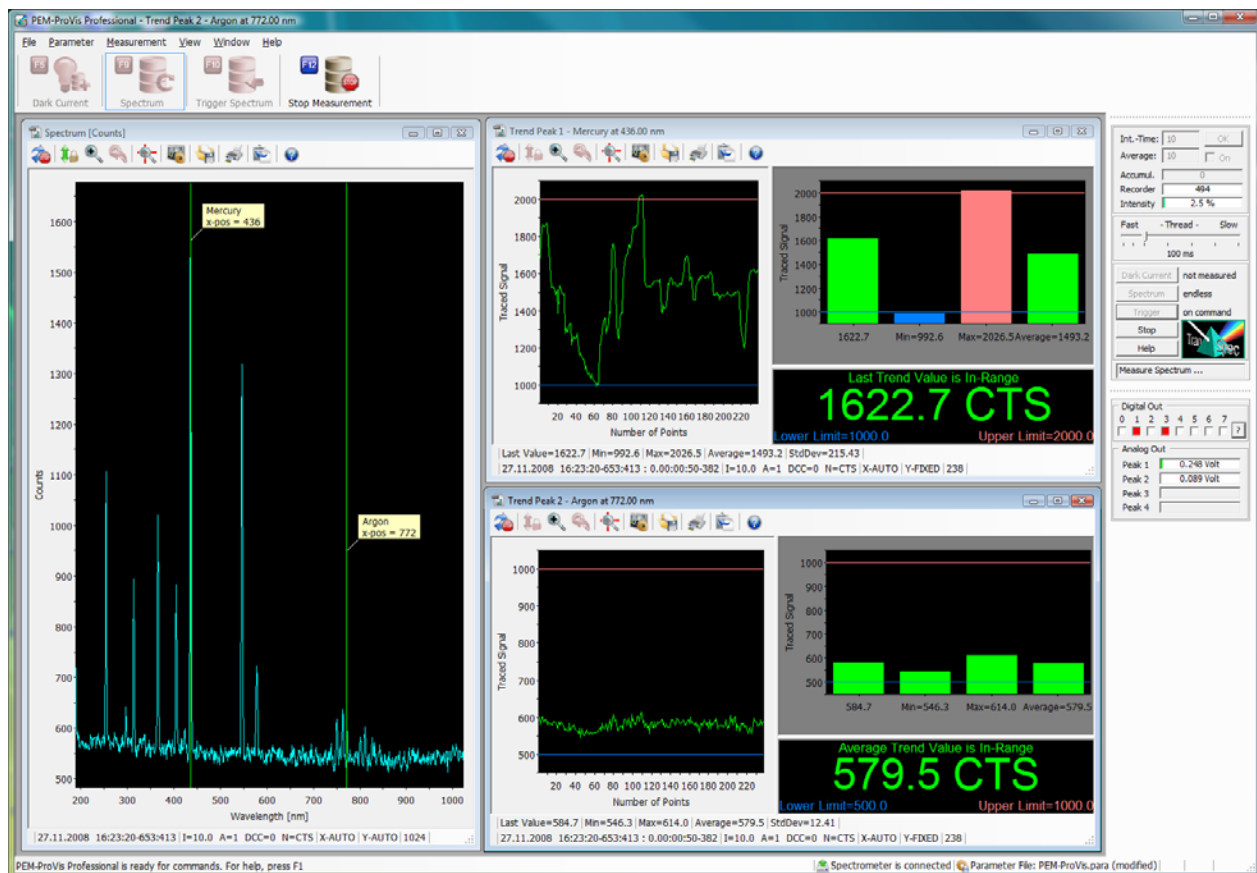 PEM-ProVis Professional - Trend Peak 2 - Argon at 772.00 nm
File Parameter Measurement View Window Help
F5 F9 F10 F12
STOP
Dark Current Spectrum Trigger Spectrum Stop Measurement
Spectrum [Counts]
1600
1500
1400
1300
1200
1100
1000
900
800
700
600
500
Counts
Mercury
x-pos = 436
Argon
x-pos = 772
200 300 400 500 600 700 800 900 1000
Wavelength [nm]
27.11.2008 16:23:20-653:413 I=10.0 A=1 DCC=0 N=CTS X-AUTO Y-AUTO 1024
Trend Peak 1 - Mercury at 436.00 nm
2000
1800
1600
1400
1200
1000
Traced Signal
20 40 60 80 100 120 140 160 180 200 220
Number of Points
2000
1800
1600
1400
1200
1000
Traced Signal
1622.7 Min=992.6 Max=2026.5 Average=1493.2
Last Trend Value is In-Range
1622.7 CTS
Lower Limit=1000.0 Upper Limit=2000.0
Last Value=1622.7 Min=992.6 Max=2026.5 Average=1493.2 StdDev=215.43
27.11.2008 16:23:20-653:413 : 0.00:00:50-382 I=10.0 A=1 DCC=0 N=CTS X-AUTO Y-FIXED 238
Trend Peak 2 - Argon at 772.00 nm
1000
900
800
700
600
500
Traced Signal
20 40 60 80 100 120 140 160 180 200 220
Number of Points
1000
900
800
700
600
500
Traced Signal
584.7 Min=546.3 Max=614.0 Average=579.5
Average Trend Value is In-Range
579.5 CTS
Lower Limit=500.0 Upper Limit=1000.0
Last Value=584.7 Min=546.3 Max=614.0 Average=579.5 StdDev=12.41
27.11.2008 16:23:20-653:413 : 0.00:00:50-382 I=10.0 A=1 DCC=0 N=CTS X-AUTO Y-FIXED 238
Int.-Time: 10 OK
Average: 10 On
Accumul. 0
Recorder 494
Intensity 2.5 %
Fast - Thread - Slow
100 ms
Dark Current not measured
Spectrum endless
Trigger on command
Stop
Help
Measure Spectrum ...
Digital Out
0 1 2 3 4 5 6 7
?
Analog Out
Peak 1 0.248 Volt
Peak 2 0.089 Volt
Peak 3
Peak 4
PEM-ProVis Professional is ready for commands. For help, press F1
Spectrometer is connected Parameter File: PEM-ProVis.para (modified)